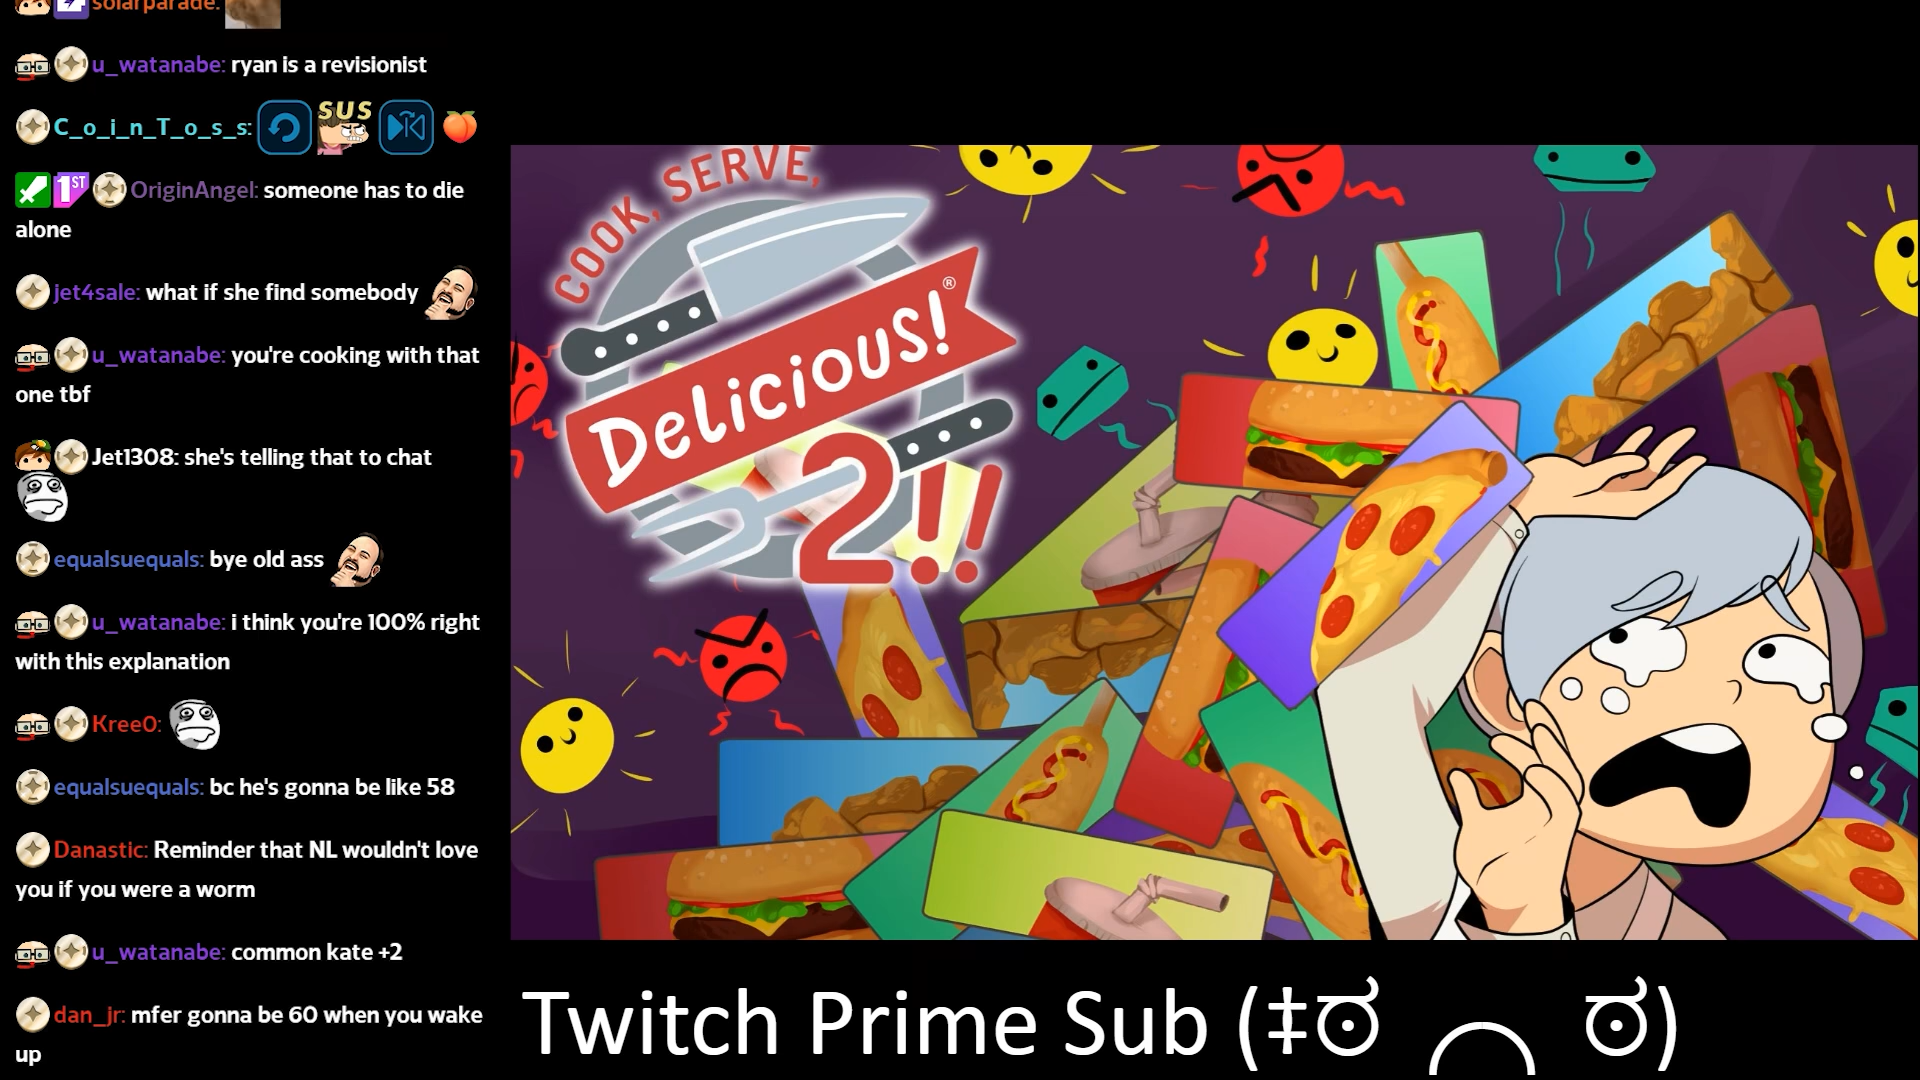 solarparade:
u_watanabe: ryan is a revisionist
C_o_i_n_T_o_s_s: SUS
1ST OriginAngel: someone has to die
alone
jet4sale: what if she find somebody
u_watanabe: you're cooking with that
one tbf
Jet1308: she's telling that to chat
equalsuequals: bye old ass
u_watanabe: i think you're 100% right
with this explanation
KreeO:
equalsuequals: bc he's gonna be like 58
Danastic: Reminder that NL wouldn't love
you if you were a worm
u_watanabe: common kate +2
dan_jr: mfer gonna be 60 when you wake
up
COOK, SERVE,
Delicious!®
2!!
Twitch Prime Sub (‡ಠ ╭╮ ಠ)